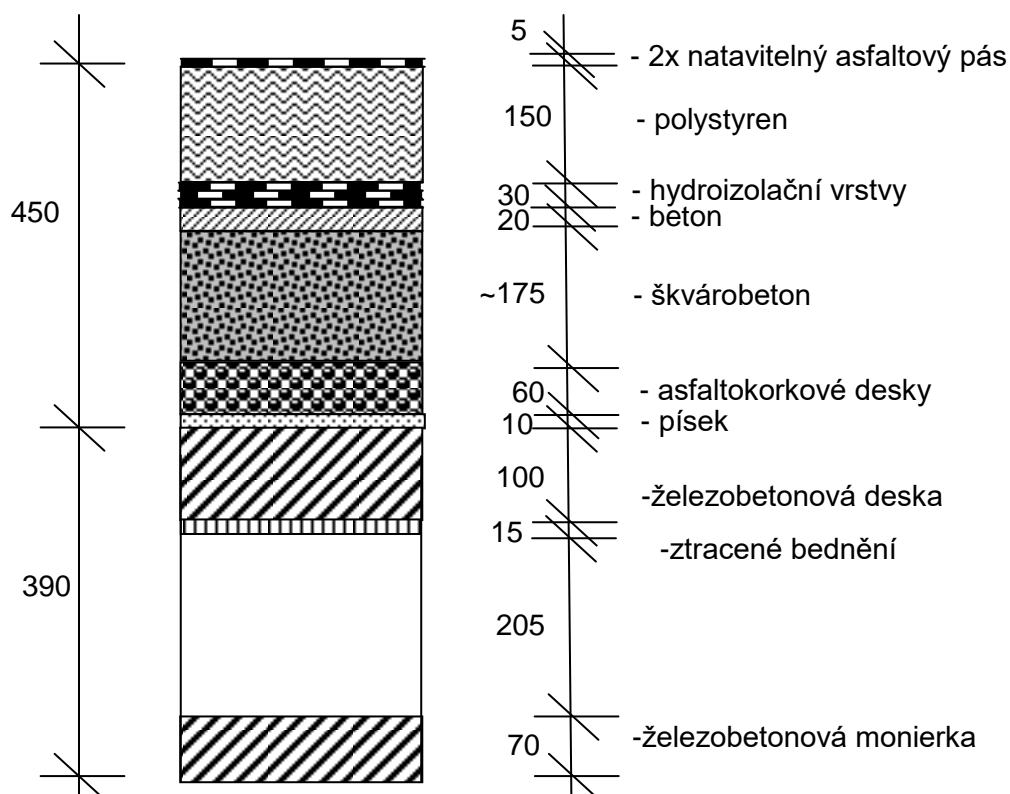 5
- 2x natavitelný asfaltový pás
150
- polystyren
450
30
- hydroizolační vrstvy
20
- beton
~175
- škvárobeton
60
- asfaltokorkové desky
10
- písek
100
-železobetonová deska
15
-ztracené bednění
390
205
70
-železobetonová monierka